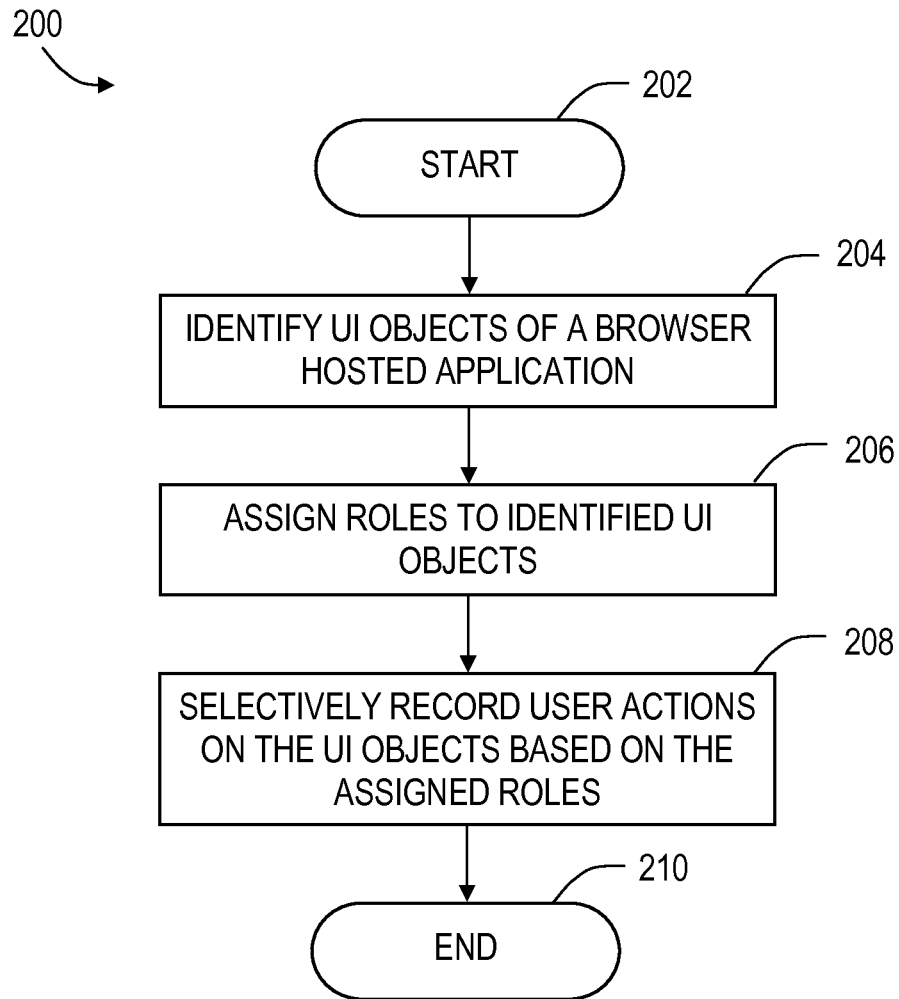 200
202
START
204
IDENTIFY UI OBJECTS OF A BROWSER
HOSTED APPLICATION
206
ASSIGN ROLES TO IDENTIFIED UI
OBJECTS
208
SELECTIVELY RECORD USER ACTIONS
ON THE UI OBJECTS BASED ON THE
ASSIGNED ROLES
210
END